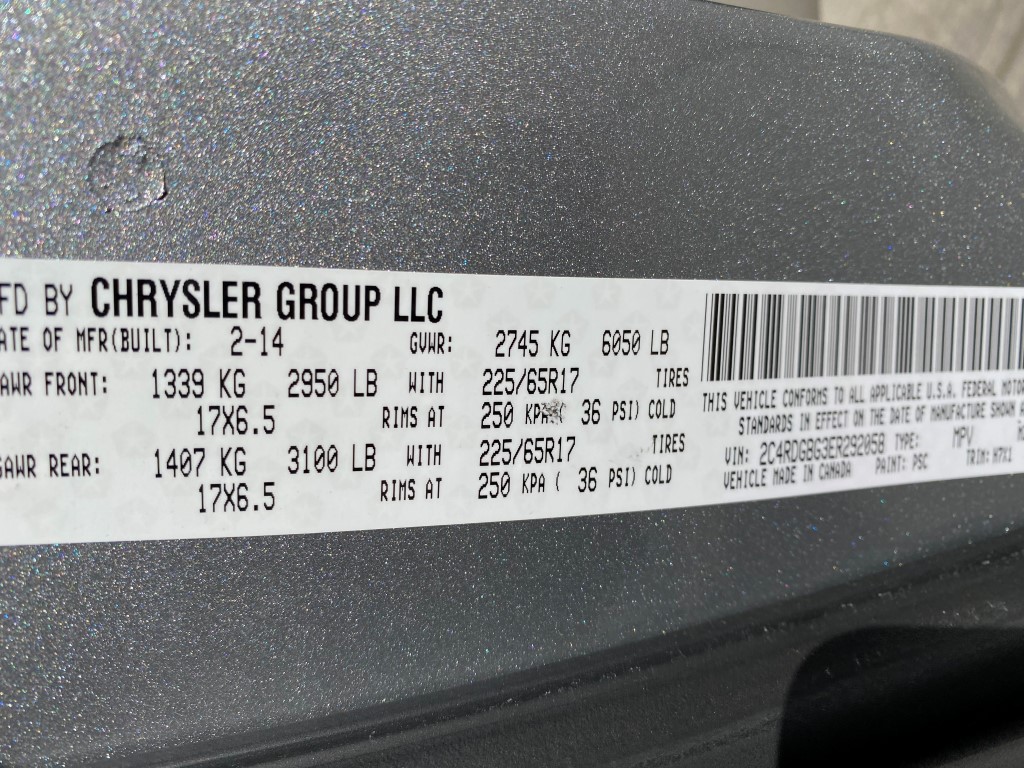 FD BY CHRYSLER GROUP LLC
ATE OF MFR(BUILT): 2-14 GVWR: 2745 KG 6050 LB
AWR FRONT: 1339 KG 2950 LB WITH 225/65R17 TIRES
17X6.5 RIMS AT 250 KPA ( 36 PSI) COLD
GAWR REAR: 1407 KG 3100 LB WITH 225/65R17 TIRES
17X6.5 RIMS AT 250 KPA ( 36 PSI) COLD
THIS VEHICLE CONFORMS TO ALL APPLICABLE U.S.A. FEDERAL MOTOR
STANDARDS IN EFFECT ON THE DATE OF MANUFACTURE SHOWN A
VIN: 2C4RDGBG3ER292058 TYPE: MPV
VEHICLE MADE IN CANADA PAINT: PSC TRIM: